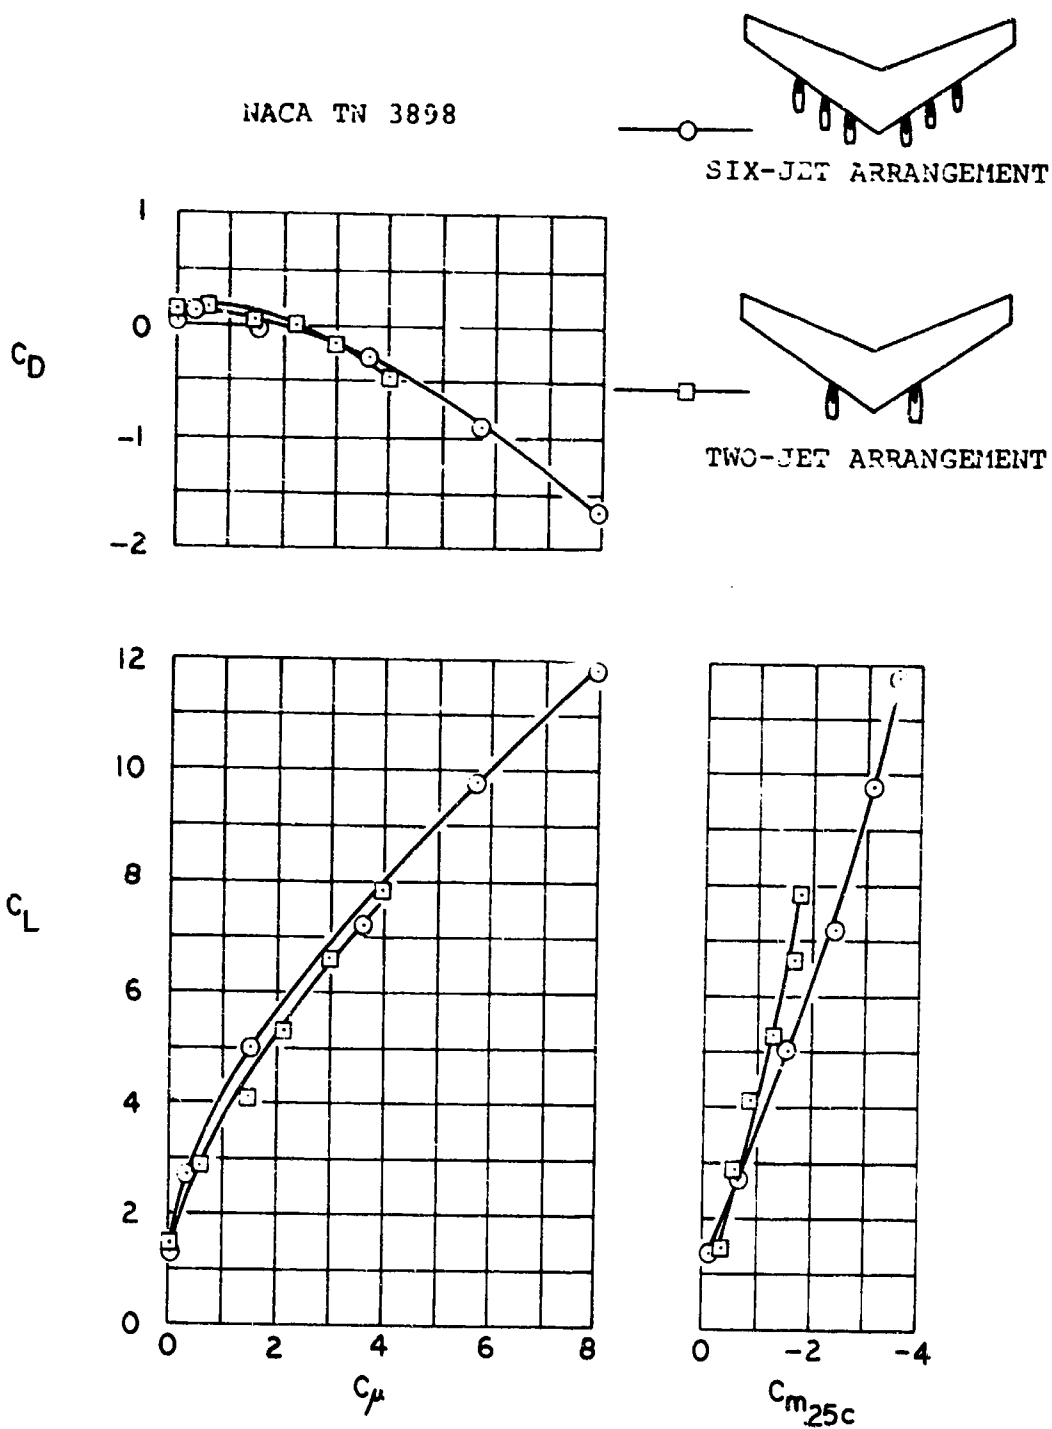 NACA TN 3898
SIX-JET ARRANGEMENT
1
0
-1
-2
C_D
TWO-JET ARRANGEMENT
12
10
8
6
4
2
0
C_L
0 2 4 6 8
C_μ
0 -2 -4
C_m.25c